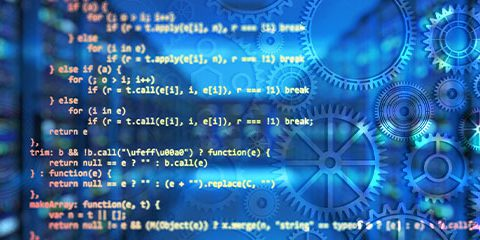 if (a) {
for (; o > i; i++)
if (r = t.apply(e[i], n), r === !1) break
} else
for (i in e)
if (r = t.apply(e[i], n), r === !1) break
} else if (a) {
for (; o > i; i++)
if (r = t.call(e[i], i, e[i]), r === !1) break
} else
for (i in e)
if (r = t.call(e[i], i, e[i]), r === !1) break;
return e
},
trim: b && !b.call("\ufeff\u00a0") ? function(e) {
return null == e ? "" : b.call(e)
} : function(e) {
return null == e ? "" : (e + "").replace(C, "")
},
makeArray: function(e, t) {
var n = t || [];
return null != e && (M(Object(e)) ? x.merge(n, "string" == typeof e ? [e] : e)